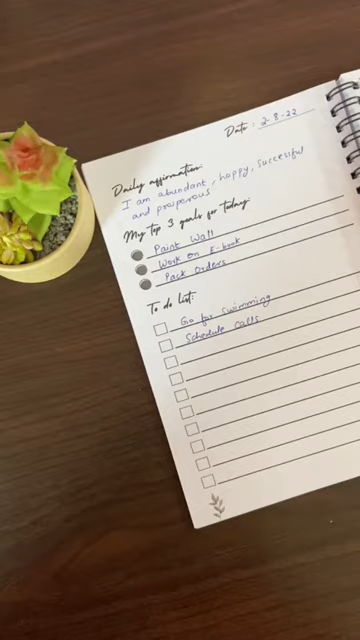 Date: 2-8-22
Daily affirmation:
I am abundant, happy, successful
and prosperous
My top 3 goals for today:
Paint Wall
Work on E-book
Pack Orders
To do list:
Go for swimming
Schedule calls